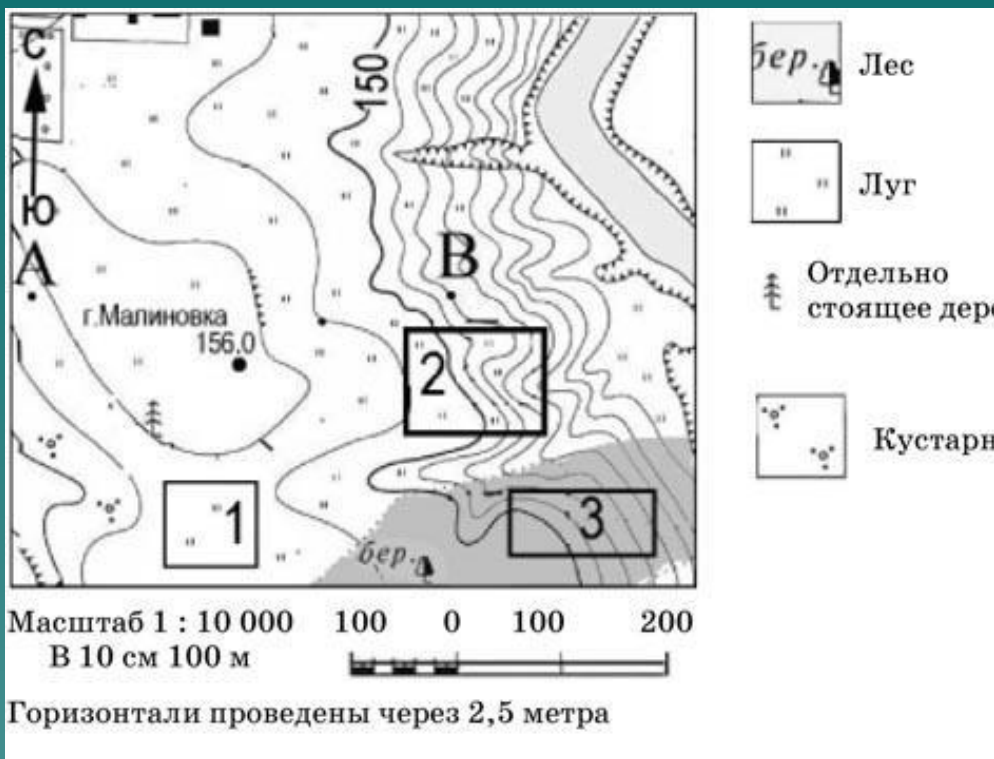 С
150
бер.
Лес
Луг
Ю
А
В
Отдельно
стоящее дере
г.Малиновка
156,0
2
Кустарн
1
3
бер.
Масштаб 1 : 10 000
100 0 100 200
В 10 см 100 м
Горизонтали проведены через 2,5 метра